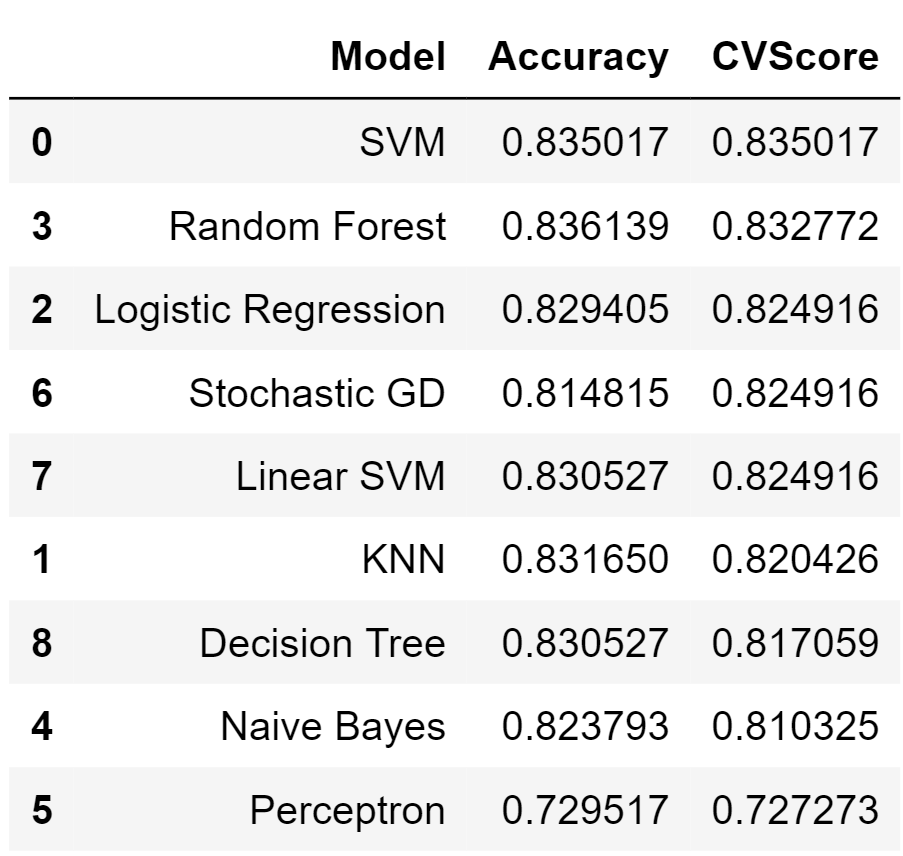 Model Accuracy CVScore
0 SVM 0.835017 0.835017
3 Random Forest 0.836139 0.832772
2 Logistic Regression 0.829405 0.824916
6 Stochastic GD 0.814815 0.824916
7 Linear SVM 0.830527 0.824916
1 KNN 0.831650 0.820426
8 Decision Tree 0.830527 0.817059
4 Naive Bayes 0.823793 0.810325
5 Perceptron 0.729517 0.727273